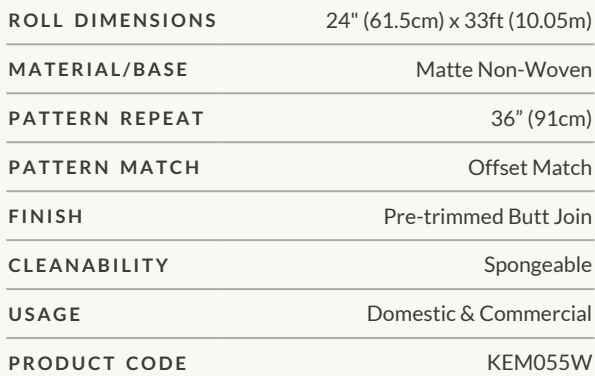 ROLL DIMENSIONS 24" (61.5cm) x 33ft (10.05m)
MATERIAL/BASE Matte Non-Woven
PATTERN REPEAT 36” (91cm)
PATTERN MATCH Offset Match
FINISH Pre-trimmed Butt Join
CLEANABILITY Spongeable
USAGE Domestic & Commercial
PRODUCT CODE KEM055W